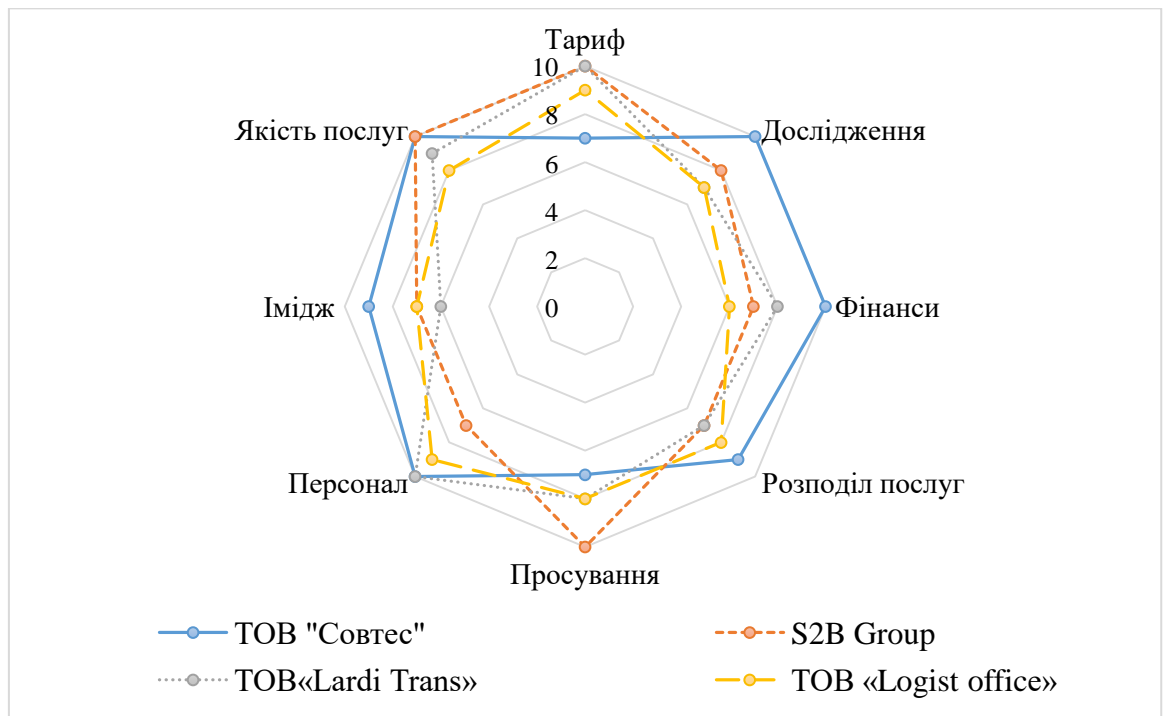 Тариф
10
Якість послуг
8
Дослідження
6
4
2
Імідж
0
Фінанси
Персонал
Розподіл послуг
Просування
ТОВ "Совтес"
S2B Group
ТОВ«Lardi Trans»
ТОВ «Logist office»